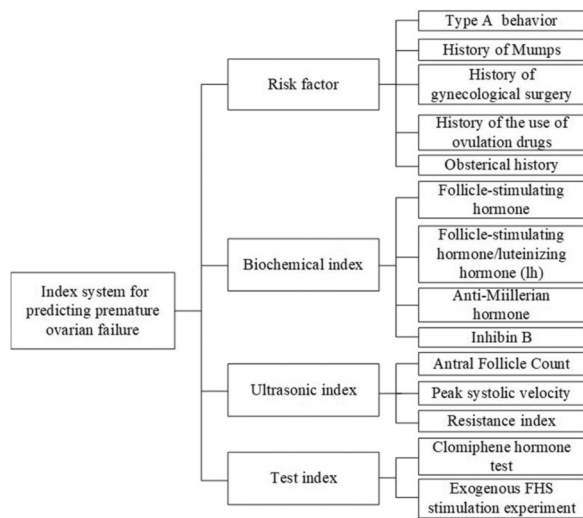 Index system for
predicting premature
ovarian failure
Risk factor
Type A behavior
History of Mumps
History of
gynecological surgery
History of the use of
ovulation drugs
Obsterical history
Biochemical index
Follicle-stimulating
hormone
Follicle-stimulating
hormone/luteinizing
hormone (lh)
Anti-Miillerian
hormone
Inhibin B
Ultrasonic index
Antral Follicle Count
Peak systolic velocity
Resistance index
Test index
Clomiphene hormone
test
Exogenous FHS
stimulation experiment